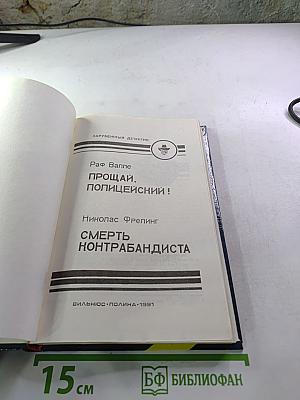 ЗАРУБЕЖНЫЙ ДЕТЕКТИВ
Раф Валле
ПРОЩАЙ,
ПОЛИЦЕЙСКИЙ!
Николас Фрелинг
СМЕРТЬ
КОНТРАБАНДИСТА
ВИЛЬНЮС·ПОЛИНА·1991
15 см
БФ БИБЛИОФАН